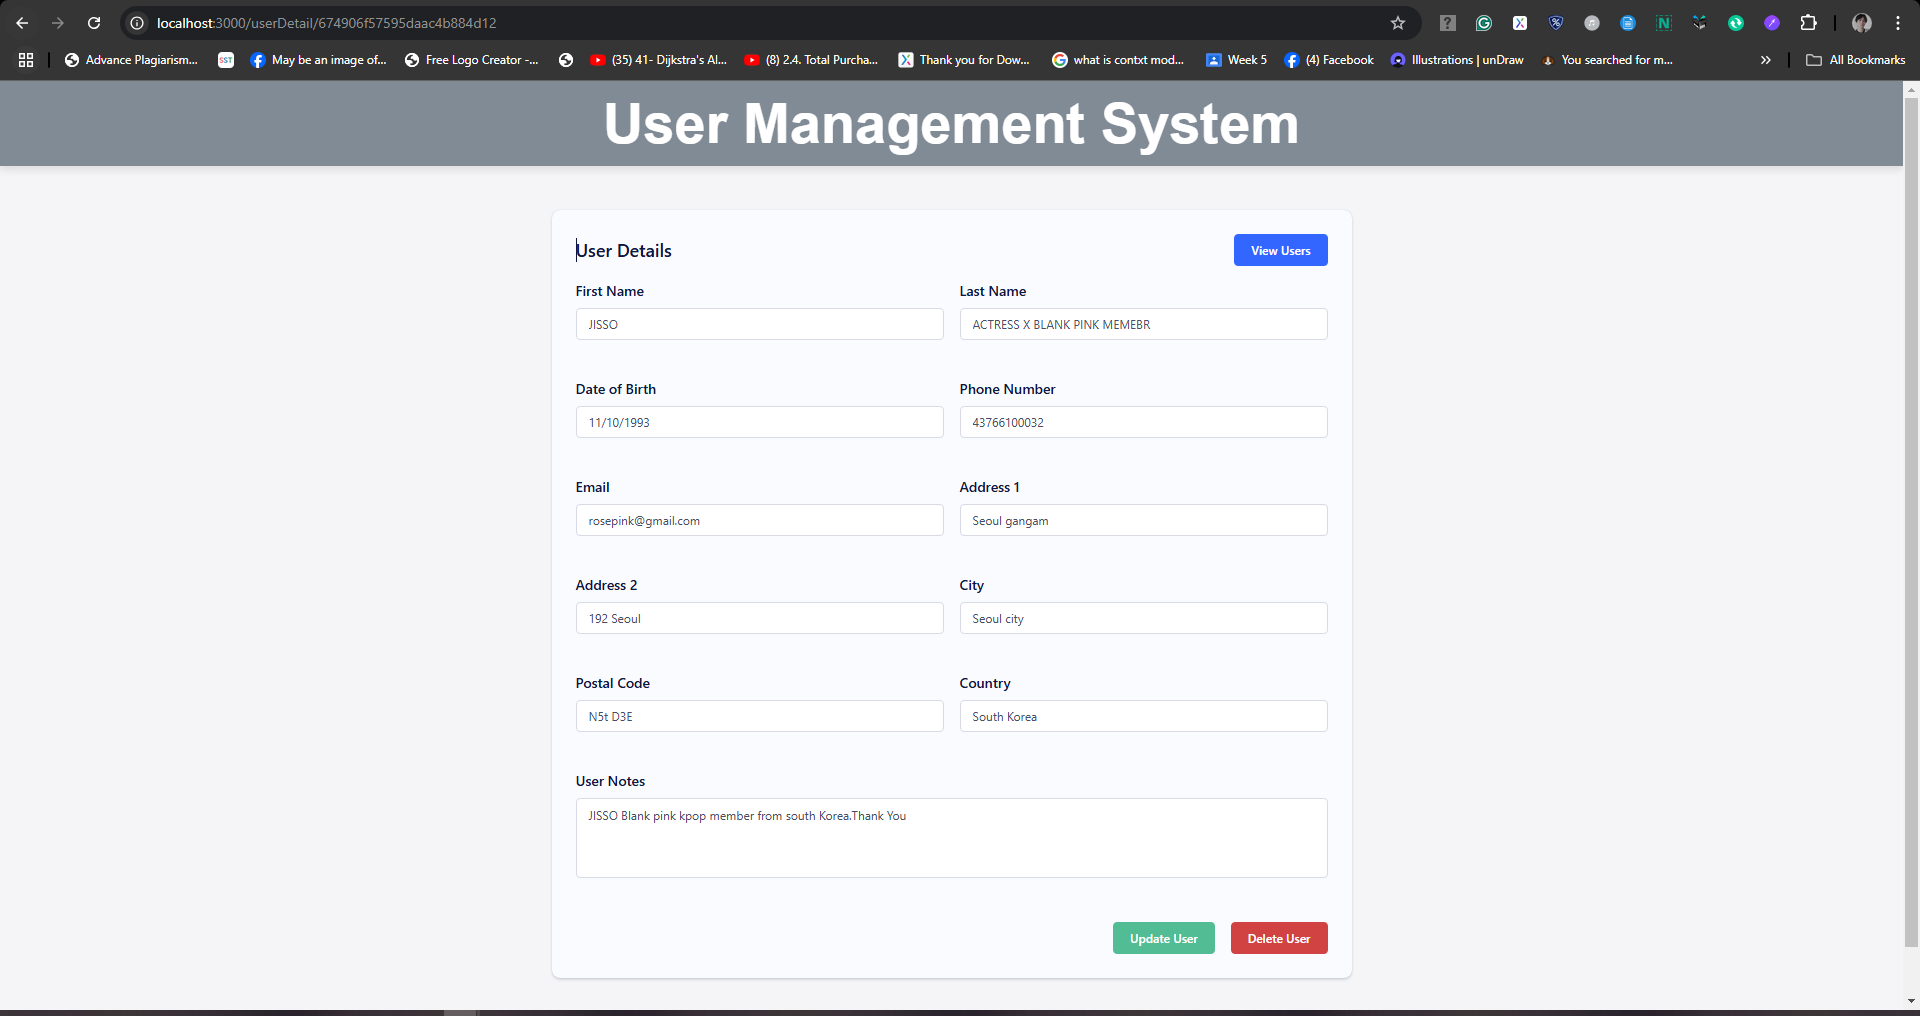 localhost:3000/userDetail/674906f57595daac4b884d12
Advance Plagiarism... SST May be an image of... Free Logo Creator -... (35) 41- Dijkstra's Al... (8) 2.4. Total Purcha... Thank you for Dow... what is contxt mod... Week 5 (4) Facebook Illustrations | unDraw You searched for m... » All Bookmarks
User Management System
User Details View Users
First Name Last Name
JISSO ACTRESS X BLANK PINK MEMEBR
Date of Birth Phone Number
11/10/1993 43766100032
Email Address 1
rosepink@gmail.com Seoul gangam
Address 2 City
192 Seoul Seoul city
Postal Code Country
N5t D3E South Korea
User Notes
JISSO Blank pink kpop member from south Korea.Thank You
Update User Delete User